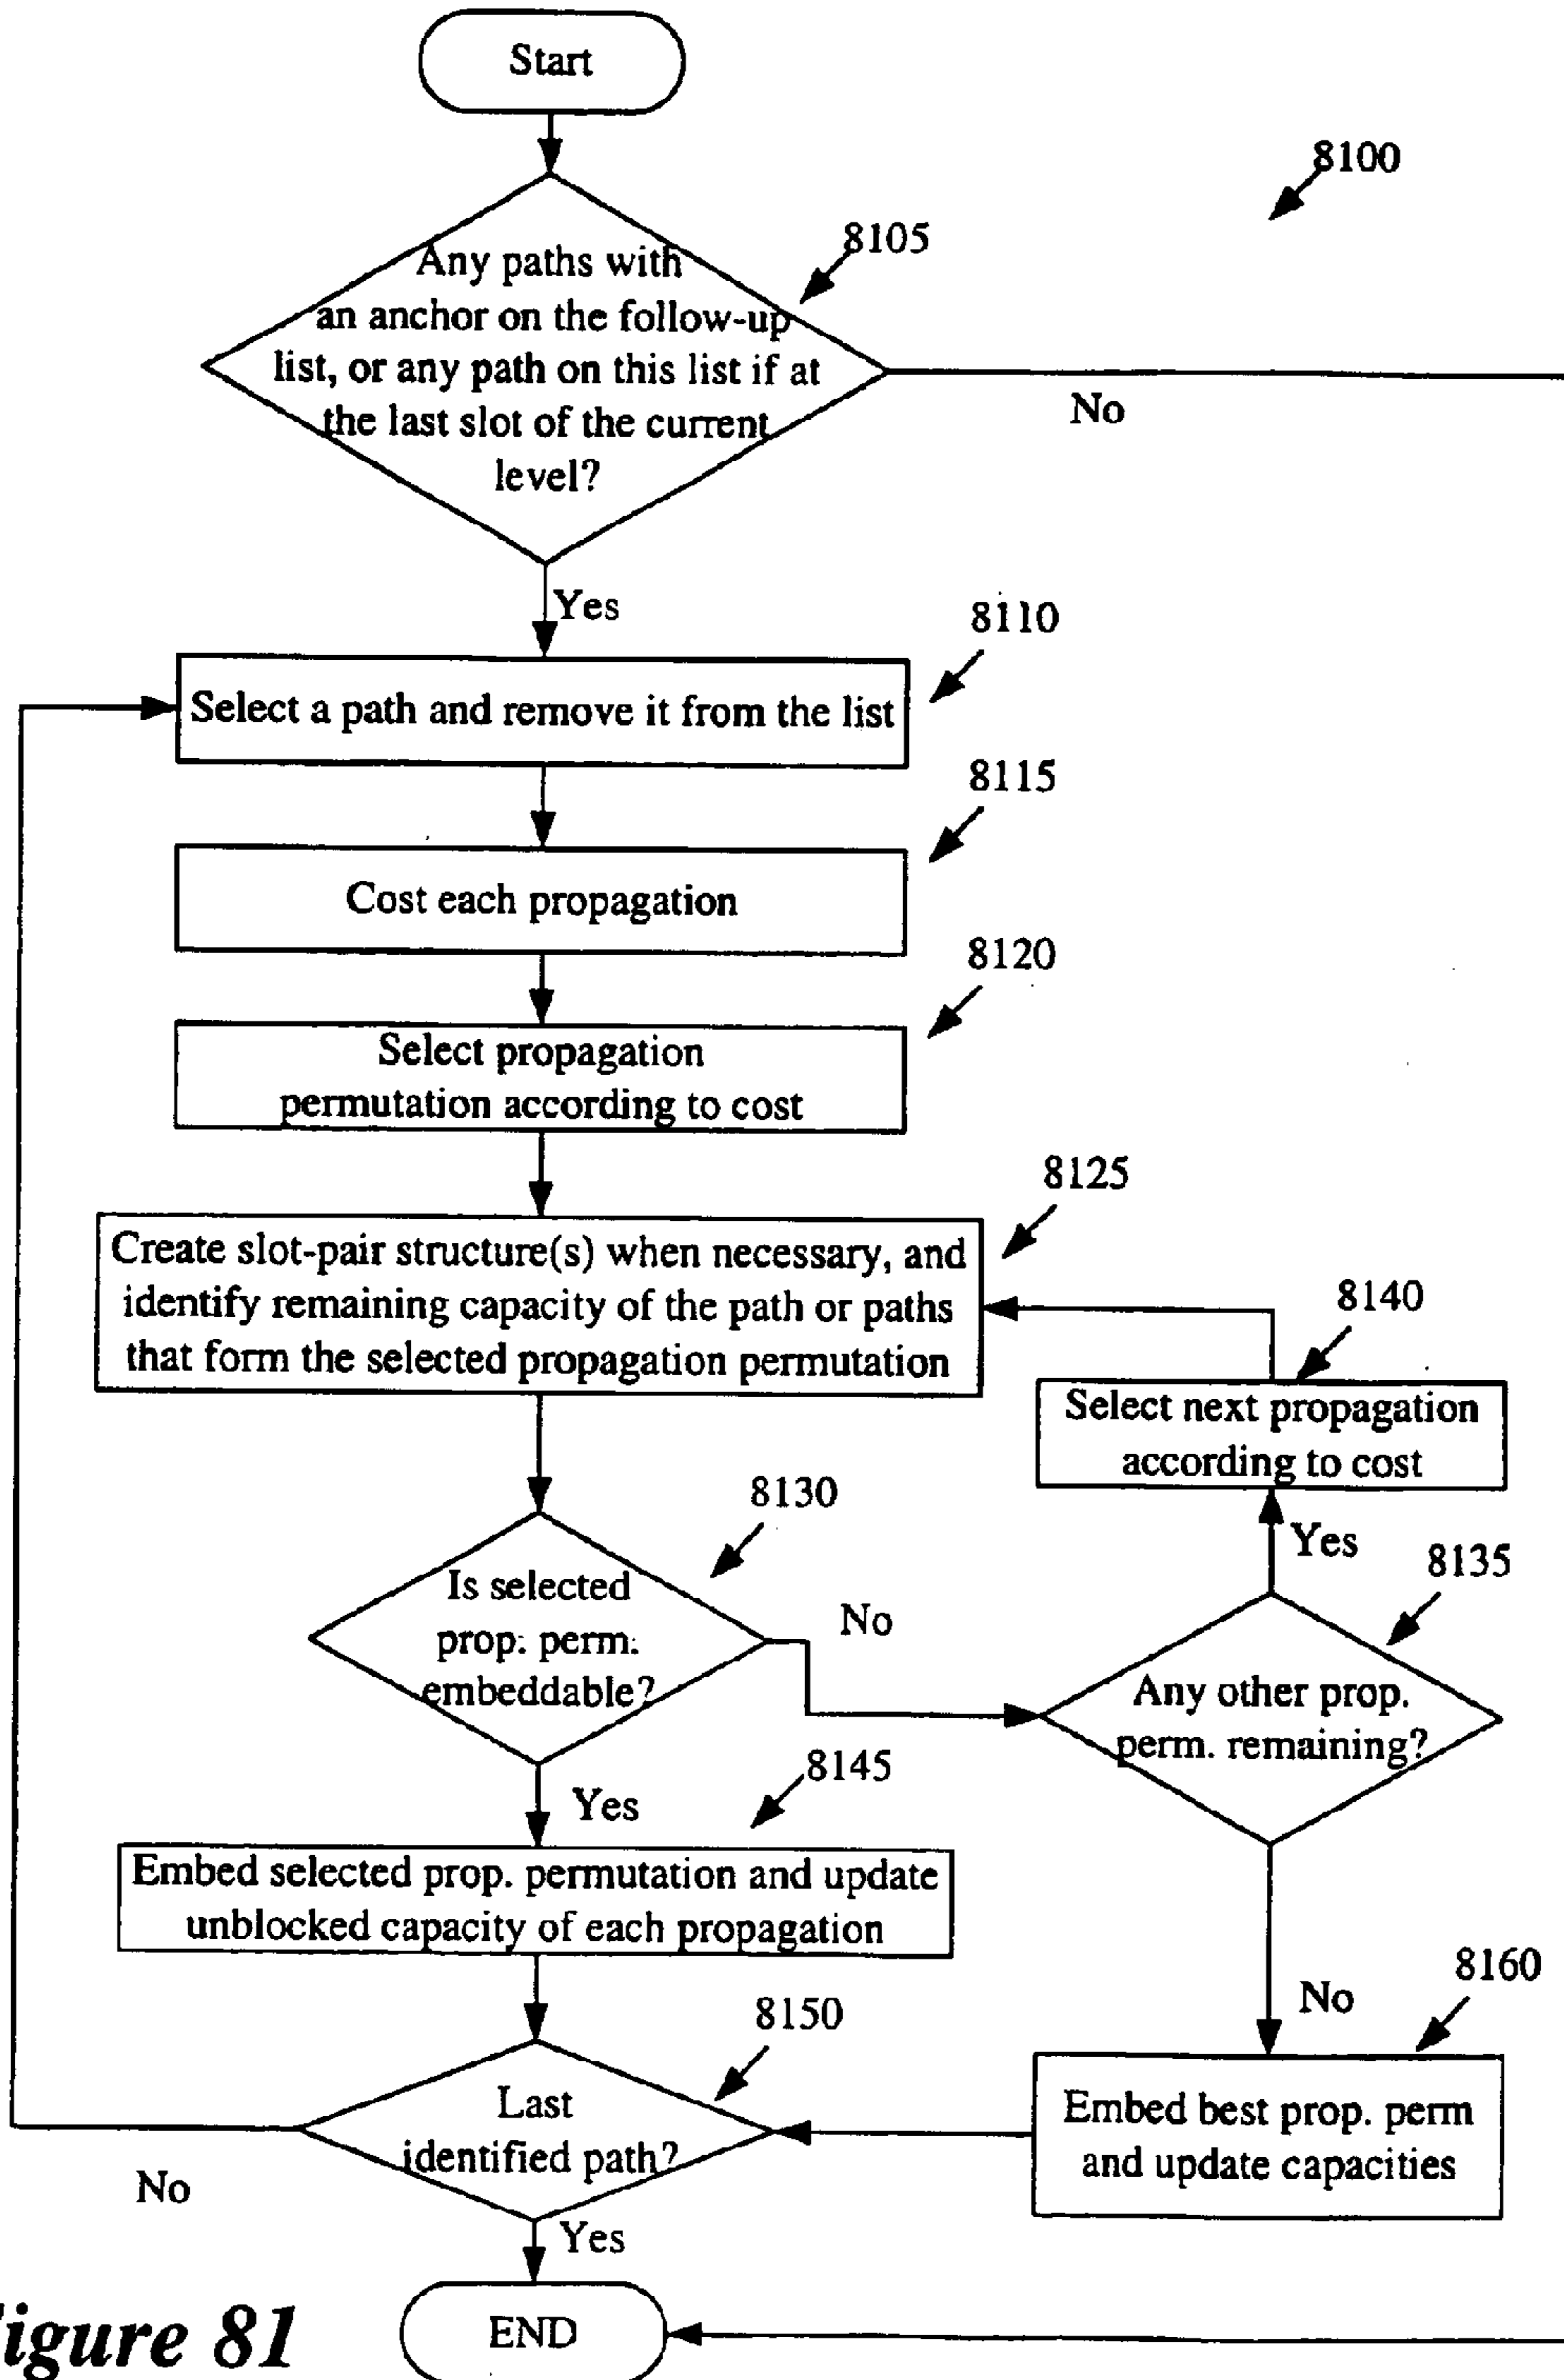 Start
8100
8105
Any paths with
an anchor on the follow-up
list, or any path on this list if at
the last slot of the current
level?
No
Yes
8110
Select a path and remove it from the list
8115
Cost each propagation
8120
Select propagation
permutation according to cost
8125
Create slot-pair structure(s) when necessary, and
identify remaining capacity of the path or paths
that form the selected propagation permutation
8140
Select next propagation
according to cost
8130
Yes
8135
Is selected
prop. perm.
embeddable?
No
Any other prop.
perm. remaining?
8145
Yes
Embed selected prop. permutation and update
unblocked capacity of each propagation
8160
No
8150
Last
identified path?
Embed best prop. perm
and update capacities
No
Yes
END
igure 81